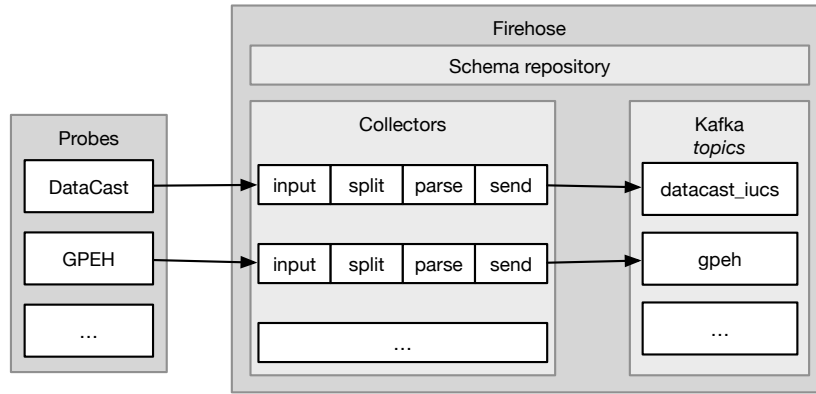 Firehose
Schema repository
Probes
DataCast
GPEH
...
Collectors
input split parse send
input split parse send
...
Kafka
topics
datacast_iucs
gpeh
...